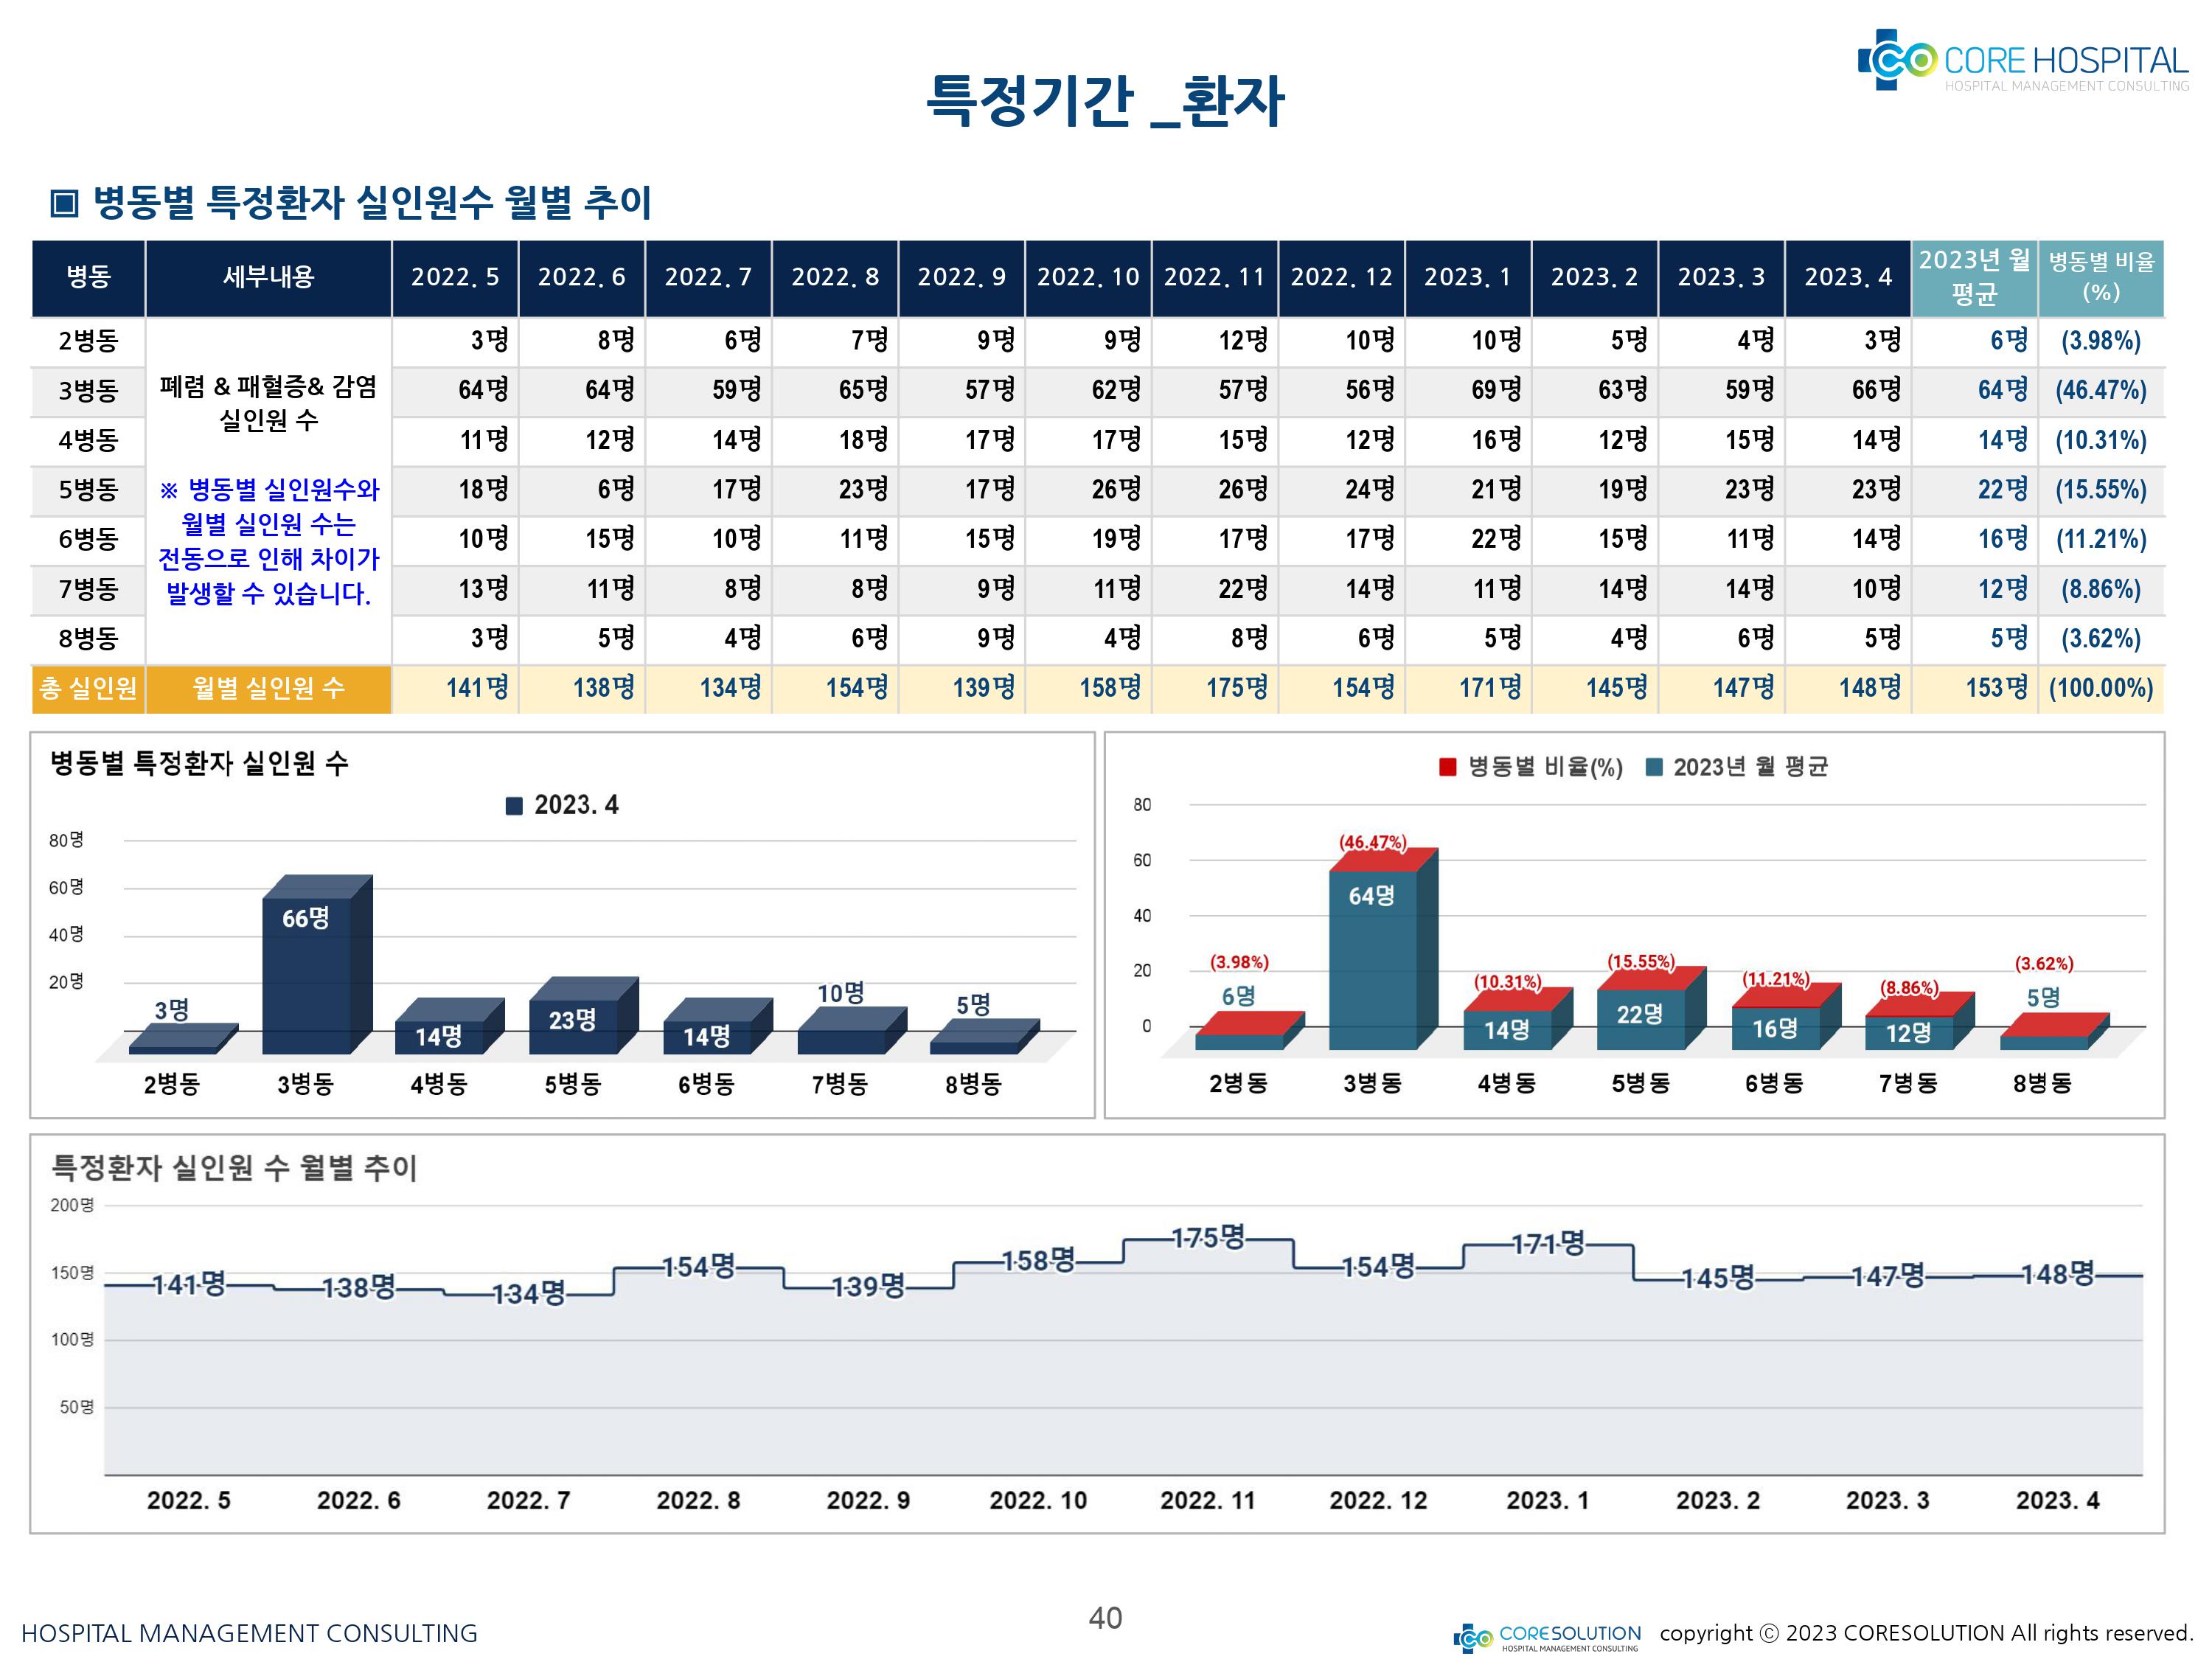 CORE HOSPITAL
HOSPITAL MANAGEMENT CONSULTING
특정기간 _환자
▣ 병동별 특정환자 실인원수 월별 추이
병동 세부내용 2022. 5 2022. 6 2022. 7 2022. 8 2022. 9 2022. 10 2022. 11 2022. 12 2023. 1 2023. 2 2023. 3 2023. 4 2023년 월 평균 병동별 비율 (%)
폐렴 & 패혈증& 감염
실인원 수
※ 병동별 실인원수와
월별 실인원 수는
전동으로 인해 차이가
발생할 수 있습니다.
2병동 3명 8명 6명 7명 9명 9명 12명 10명 10명 5명 4명 3명 6명 (3.98%)
3병동 64명 64명 59명 65명 57명 62명 57명 56명 69명 63명 59명 66명 64명 (46.47%)
4병동 11명 12명 14명 18명 17명 17명 15명 12명 16명 12명 15명 14명 14명 (10.31%)
5병동 18명 6명 17명 23명 17명 26명 26명 24명 21명 19명 23명 23명 22명 (15.55%)
6병동 10명 15명 10명 11명 15명 19명 17명 17명 22명 15명 11명 14명 16명 (11.21%)
7병동 13명 11명 8명 8명 9명 11명 22명 14명 11명 14명 14명 10명 12명 (8.86%)
8병동 3명 5명 4명 6명 9명 4명 8명 6명 5명 4명 6명 5명 5명 (3.62%)
총 실인원 월별 실인원 수 141명 138명 134명 154명 139명 158명 175명 154명 171명 145명 147명 148명 153명 (100.00%)
병동별 특정환자 실인원 수
2023. 4
80명
60명
40명
20명
3명 66명 14명 23명 14명 10명 5명
2병동 3병동 4병동 5병동 6병동 7병동 8병동
병동별 비율(%) 2023년 월 평균
80
60
40
20
0
(3.98%) (46.47%) (10.31%) (15.55%) (11.21%) (8.86%) (3.62%)
6명 64명 14명 22명 16명 12명 5명
2병동 3병동 4병동 5병동 6병동 7병동 8병동
특정환자 실인원 수 월별 추이
200명
150명
100명
50명
141명 138명 134명 154명 139명 158명 175명 154명 171명 145명 147명 148명
2022. 5 2022. 6 2022. 7 2022. 8 2022. 9 2022. 10 2022. 11 2022. 12 2023. 1 2023. 2 2023. 3 2023. 4
HOSPITAL MANAGEMENT CONSULTING
40
CORESOLUTION
HOSPITAL MANAGEMENT CONSULTING
copyright ⓒ 2023 CORESOLUTION All rights reserved.